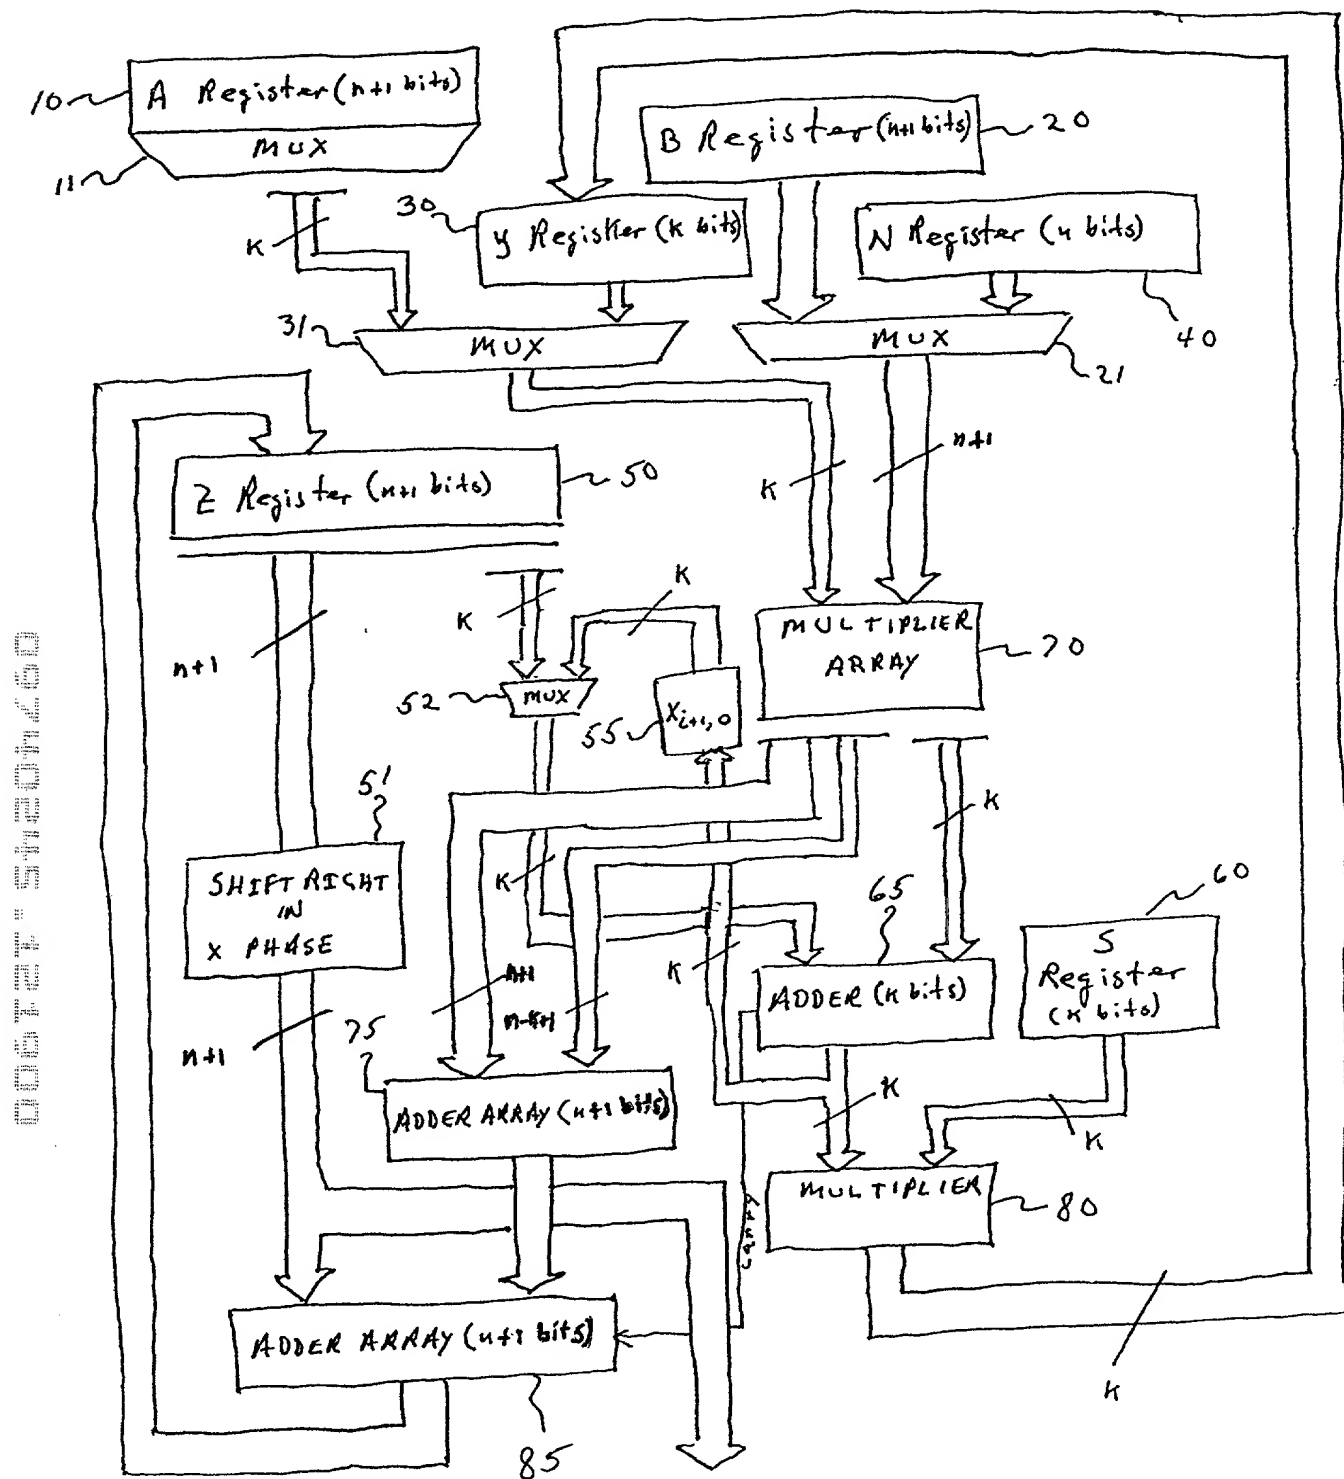 10 A Register (n+1 bits)
11 MUX
K
B Register (n+1 bits) 20
30
y Register (k bits)
N Register (n bits)
40
31 MUX
MUX
21
Z Register (n+1 bits) 50
K
n+1
n+1
K
K
52 MUX
55 Xi+1,0
MULTIPLIER
ARRAY
70
51
SHIFT RIGHT
IN
X PHASE
K
K
K
n+1
n-k+1
65
ADDER (k bits)
60
S
Register
(k bits)
n+1
75
ADDER ARRAY (n+1 bits)
K
K
MULTIPLIER
80
carry
ADDER ARRAY (n+1 bits)
85
K